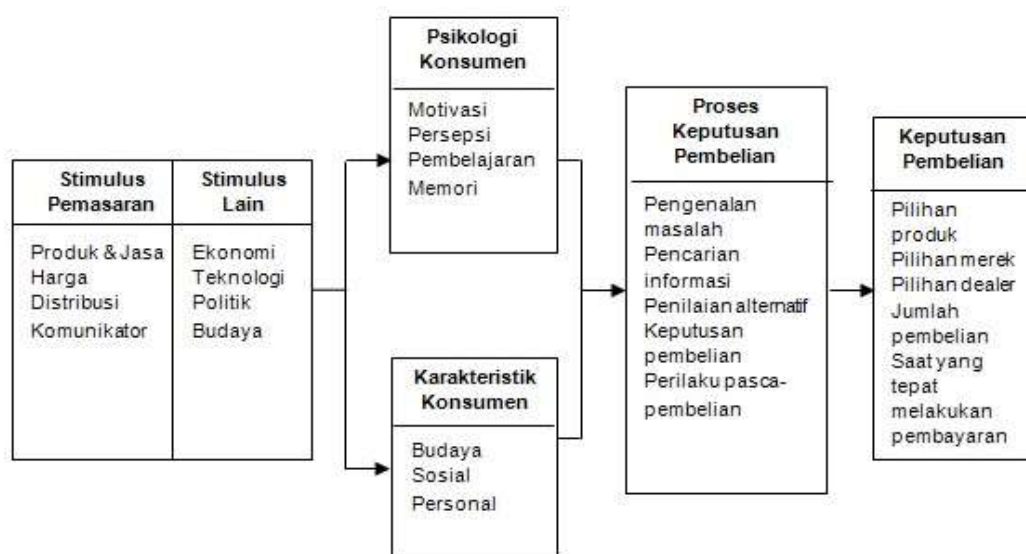 Stimulus
Pemasaran
Produk & Jasa
Harga
Distribusi
Komunikator
Stimulus
Lain
Ekonomi
Teknologi
Politik
Budaya
Psikologi
Konsumen
Motivasi
Persepsi
Pembelajaran
Memori
Karakteristik
Konsumen
Budaya
Sosial
Personal
Proses
Keputusan
Pembelian
Pengenalan
masalah
Pencarian
informasi
Penilaian alternatif
Keputusan
pembelian
Perilaku pasca-
pembelian
Keputusan
Pembelian
Pilihan
produk
Pilihan merek
Pilihan dealer
Jumlah
pembelian
Saat yang
tepat
melakukan
pembayaran